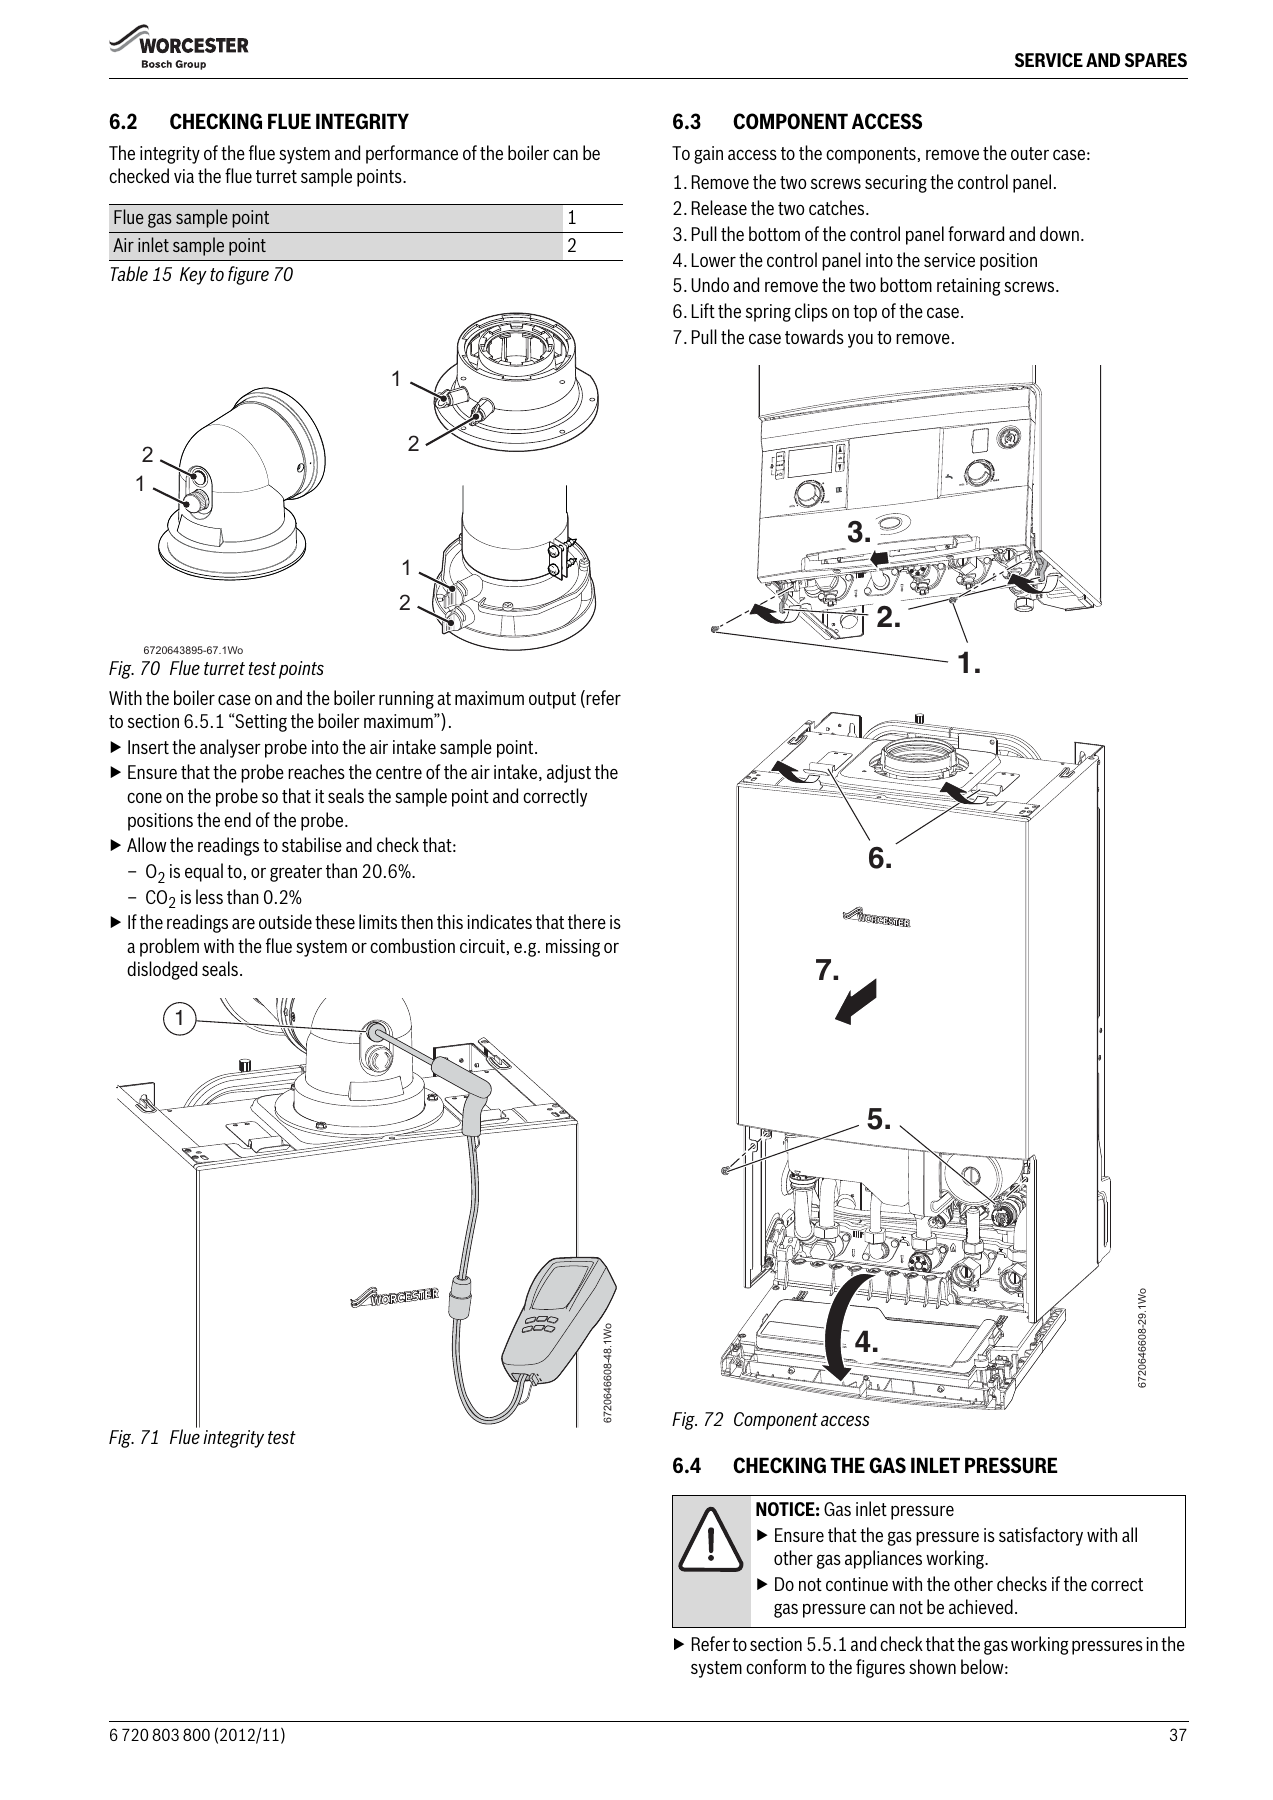 WORCESTER
Bosch Group
SERVICE AND SPARES
6.2 CHECKING FLUE INTEGRITY
The integrity of the flue system and performance of the boiler can be
checked via the flue turret sample points.
Flue gas sample point 1
Air inlet sample point 2
Table 15 Key to figure 70
1
2
2
1
1
2
6720643895-67.1Wo
Fig. 70 Flue turret test points
With the boiler case on and the boiler running at maximum output (refer
to section 6.5.1 “Setting the boiler maximum”).
▶ Insert the analyser probe into the air intake sample point.
▶ Ensure that the probe reaches the centre of the air intake, adjust the
cone on the probe so that it seals the sample point and correctly
positions the end of the probe.
▶ Allow the readings to stabilise and check that:
– O2 is equal to, or greater than 20.6%.
– CO2 is less than 0.2%
▶ If the readings are outside these limits then this indicates that there is
a problem with the flue system or combustion circuit, e.g. missing or
dislodged seals.
1
WORCESTER
6720646608-48.1Wo
Fig. 71 Flue integrity test
6.3 COMPONENT ACCESS
To gain access to the components, remove the outer case:
1. Remove the two screws securing the control panel.
2. Release the two catches.
3. Pull the bottom of the control panel forward and down.
4. Lower the control panel into the service position
5. Undo and remove the two bottom retaining screws.
6. Lift the spring clips on top of the case.
7. Pull the case towards you to remove.
3.
2.
1.
6.
WORCESTER
7.
5.
4.
6720646608-29.1Wo
Fig. 72 Component access
6.4 CHECKING THE GAS INLET PRESSURE
NOTICE: Gas inlet pressure
▶ Ensure that the gas pressure is satisfactory with all
other gas appliances working.
▶ Do not continue with the other checks if the correct
gas pressure can not be achieved.
▶ Refer to section 5.5.1 and check that the gas working pressures in the
system conform to the figures shown below:
6 720 803 800 (2012/11)
37